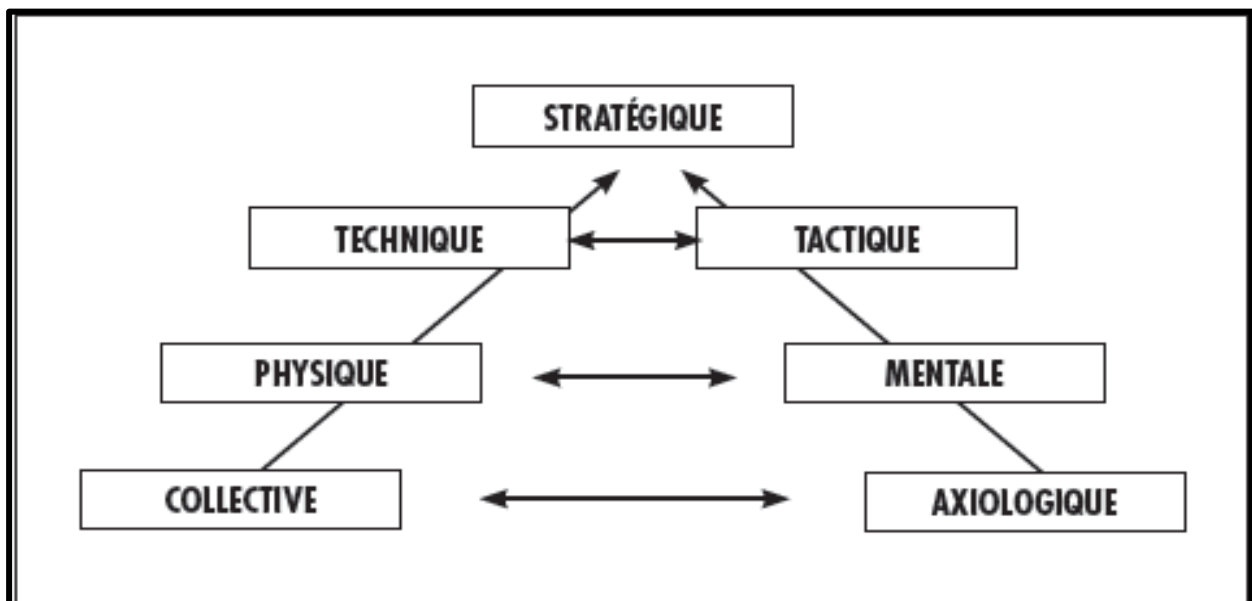 STRATÉGIQUE
TECHNIQUE
TACTIQUE
PHYSIQUE
MENTALE
COLLECTIVE
AXIOLOGIQUE